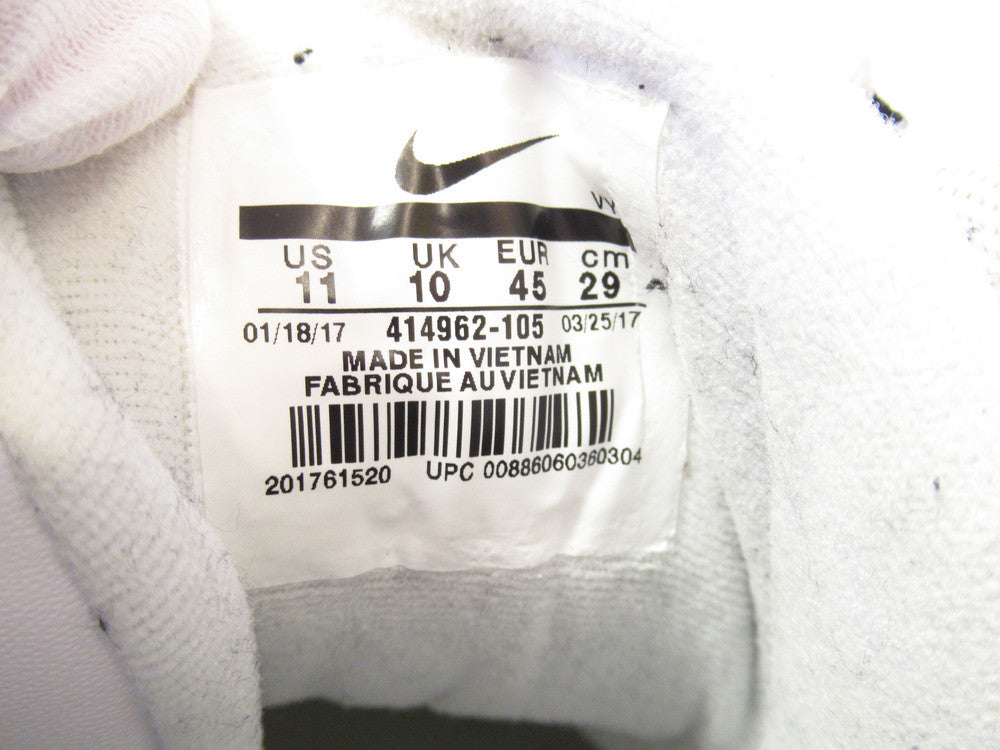 VY
US UK EUR cm
11 10 45 29
01/18/17 414962-105 03/25/17
MADE IN VIETNAM
FABRIQUE AU VIETNAM
201761520 UPC 00886060360304